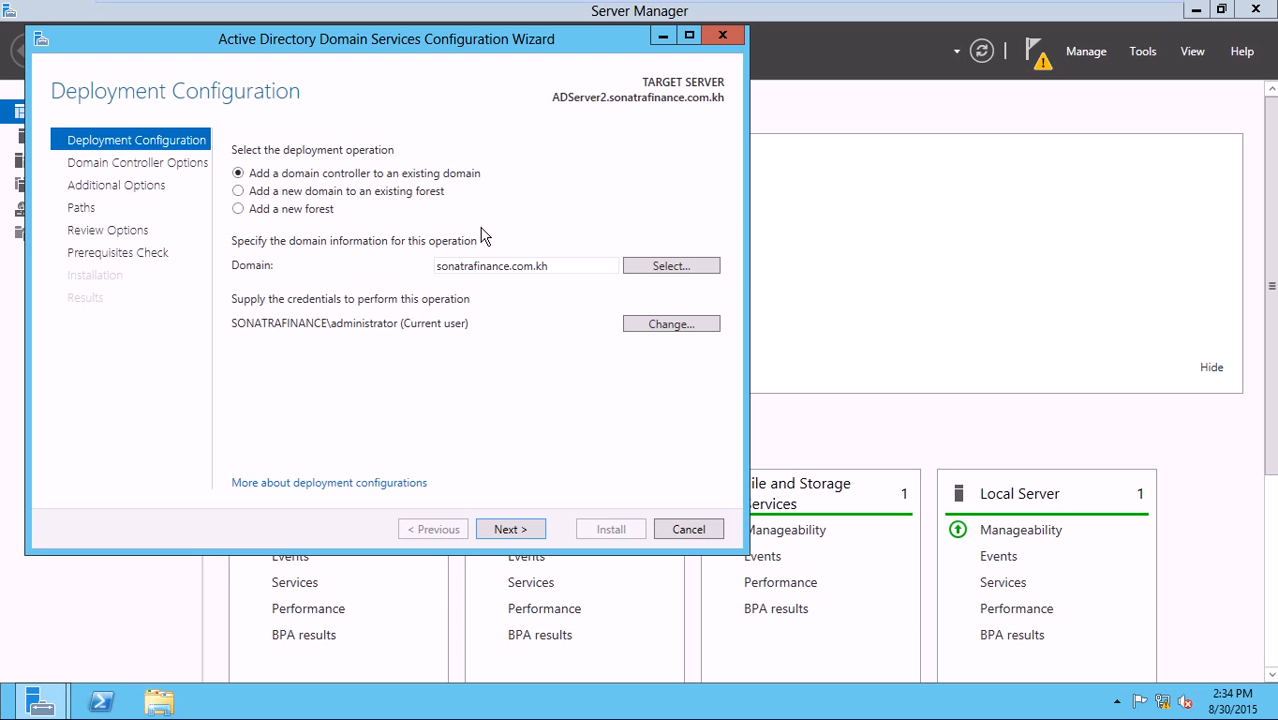 Server Manager
Active Directory Domain Services Configuration Wizard
Manage Tools View Help
Deployment Configuration
TARGET SERVER
ADServer2.sonatrafinance.com.kh
Deployment Configuration
Domain Controller Options
Additional Options
Paths
Review Options
Prerequisites Check
Installation
Results
Select the deployment operation
Add a domain controller to an existing domain
Add a new domain to an existing forest
Add a new forest
Specify the domain information for this operation
Domain: sonatrafinance.com.kh Select...
Supply the credentials to perform this operation
SONATRAFINANCE\administrator (Current user) Change...
More about deployment configurations
< Previous Next > Install Cancel
Hide
ile and Storage 1
ervices
Manageability
Events
Performance
BPA results
Local Server 1
Manageability
Events
Services
Performance
BPA results
Events
Services
Performance
BPA results
Events
Services
Performance
BPA results
2:34 PM
8/30/2015